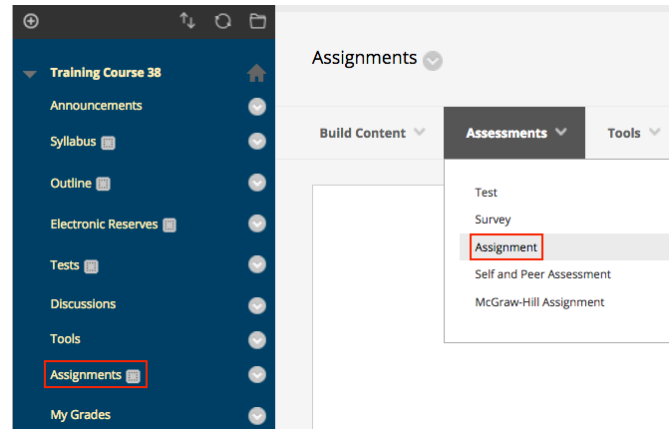 Training Course 38
Announcements
Syllabus
Outline
Electronic Reserves
Tests
Discussions
Tools
Assignments
My Grades
Assignments
Build Content
Assessments
Tools
Test
Survey
Assignment
Self and Peer Assessment
McGraw-Hill Assignment